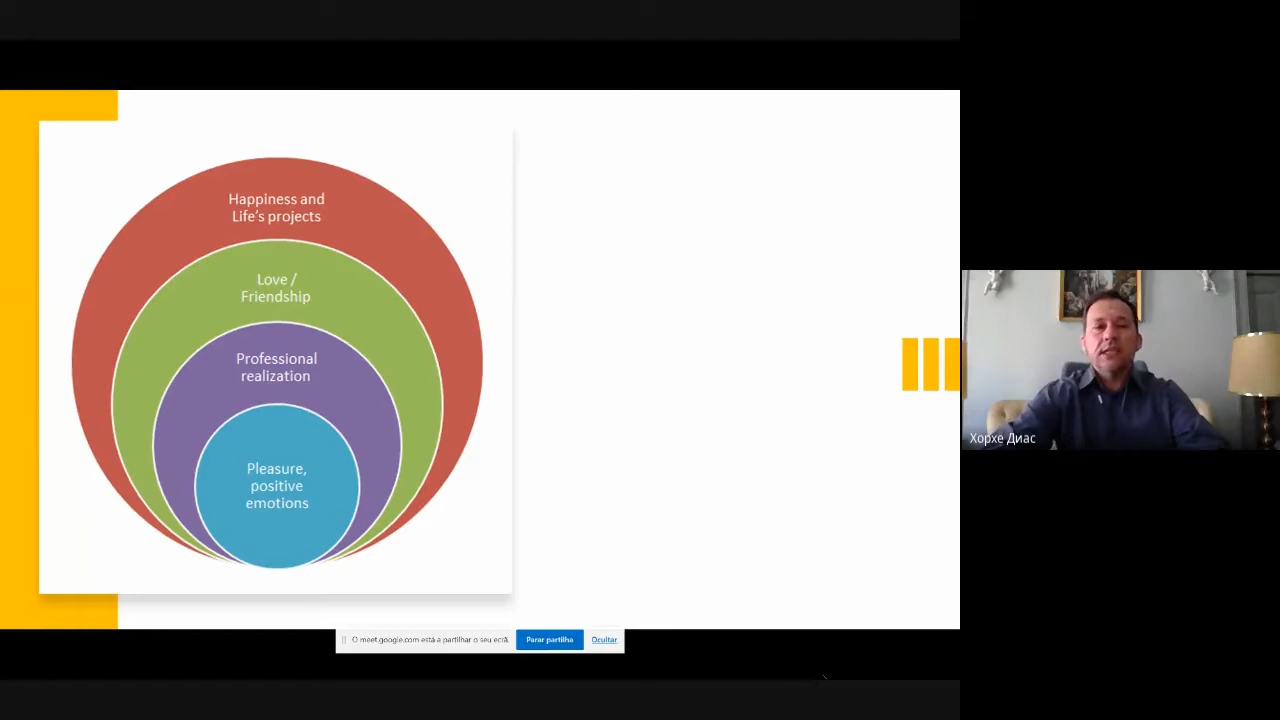 Happiness and
Life's projects
Love /
Friendship
Professional
realization
Pleasure,
positive
emotions
Хорхе Диас
O meet.google.com está a partilhar o seu ecrã.
Parar partilha
Ocultar